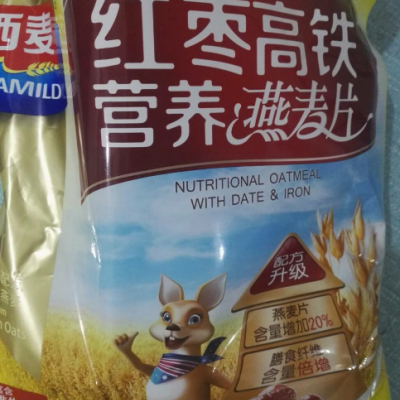 西麦
AMILD
红枣高铁
营养燕麦片
NUTRITIONAL OATMEAL
WITH DATE & IRON
配方
升级
燕麦片
含量增加20%
膳食纤维
含量倍增